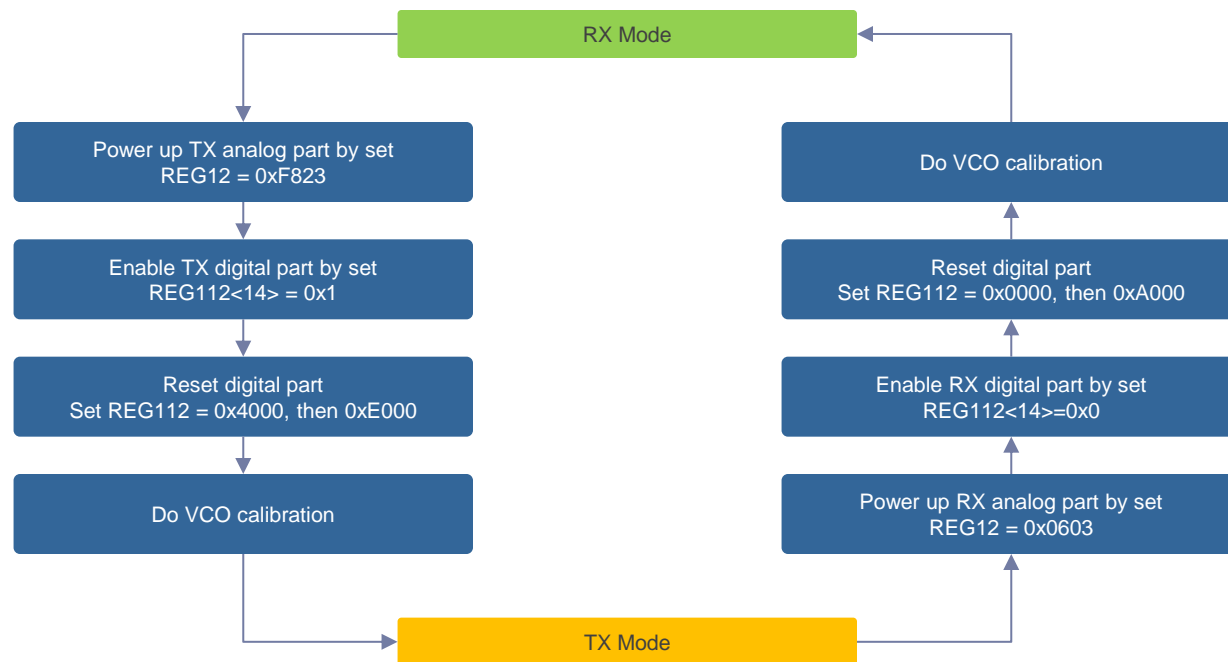 RX Mode
Power up TX analog part by set
REG12 = 0xF823
Enable TX digital part by set
REG112<14> = 0x1
Reset digital part
Set REG112 = 0x4000, then 0xE000
Do VCO calibration
TX Mode
Power up RX analog part by set
REG12 = 0x0603
Enable RX digital part by set
REG112<14>=0x0
Reset digital part
Set REG112 = 0x0000, then 0xA000
Do VCO calibration